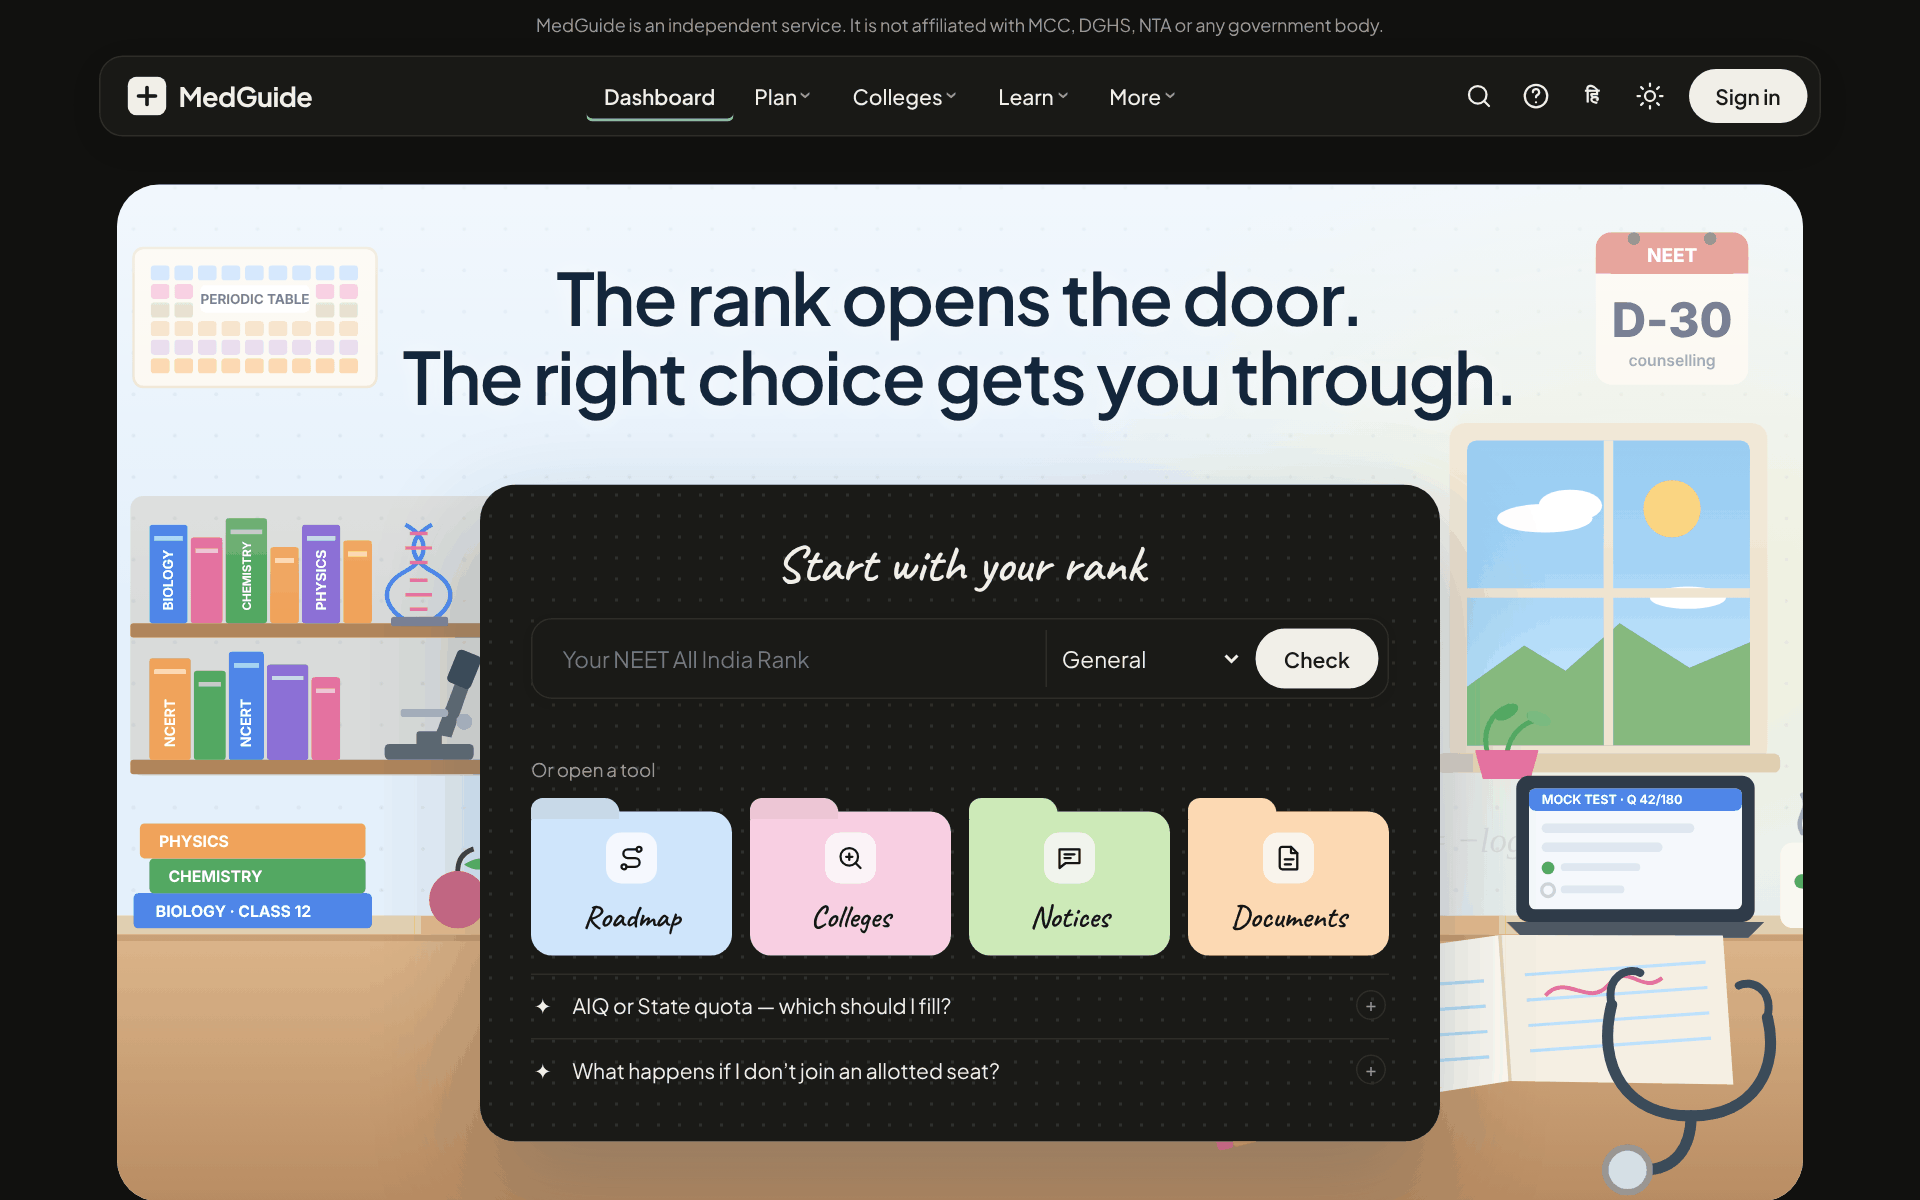 MedGuide is an independent service. It is not affiliated with MCC, DGHS, NTA or any government body.
MedGuide
Dashboard
Plan
Colleges
Learn
More
हि
Sign in
PERIODIC TABLE
The rank opens the door.
The right choice gets you through.
NEET
D-30
counselling
BIOLOGY
CHEMISTRY
PHYSICS
NCERT
NCERT
PHYSICS
CHEMISTRY
BIOLOGY · CLASS 12
Start with your rank
Your NEET All India Rank
General
Check
Or open a tool
Roadmap
Colleges
Notices
Documents
AIQ or State quota — which should I fill?
What happens if I don’t join an allotted seat?
MOCK TEST · Q 42/180